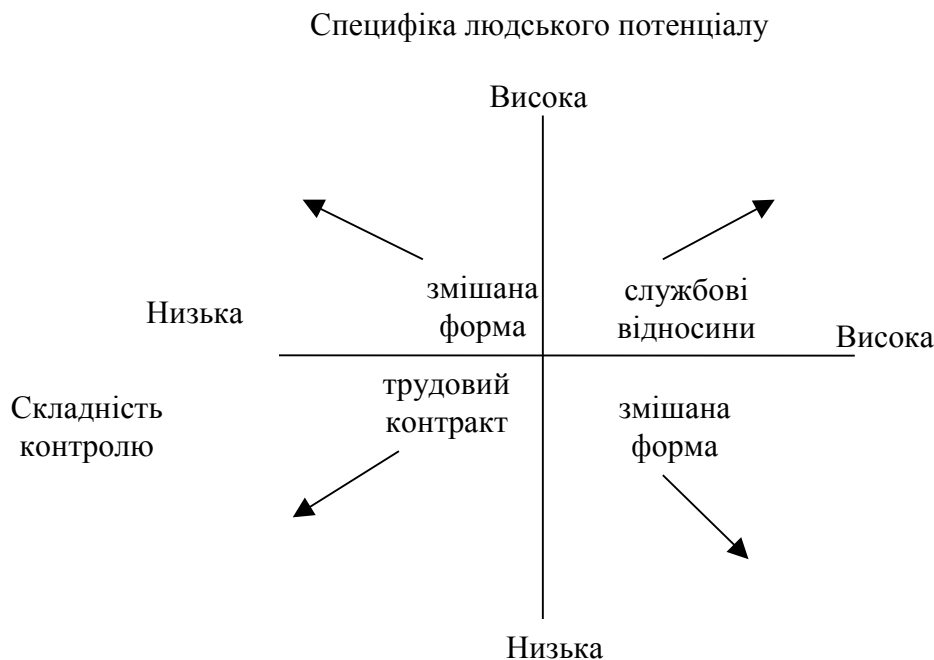 Специфіка людського потенціалу
Висока
змішана
форма
службові
відносини
Низька
Висока
Складність
контролю
трудовий
контракт
змішана
форма
Низька